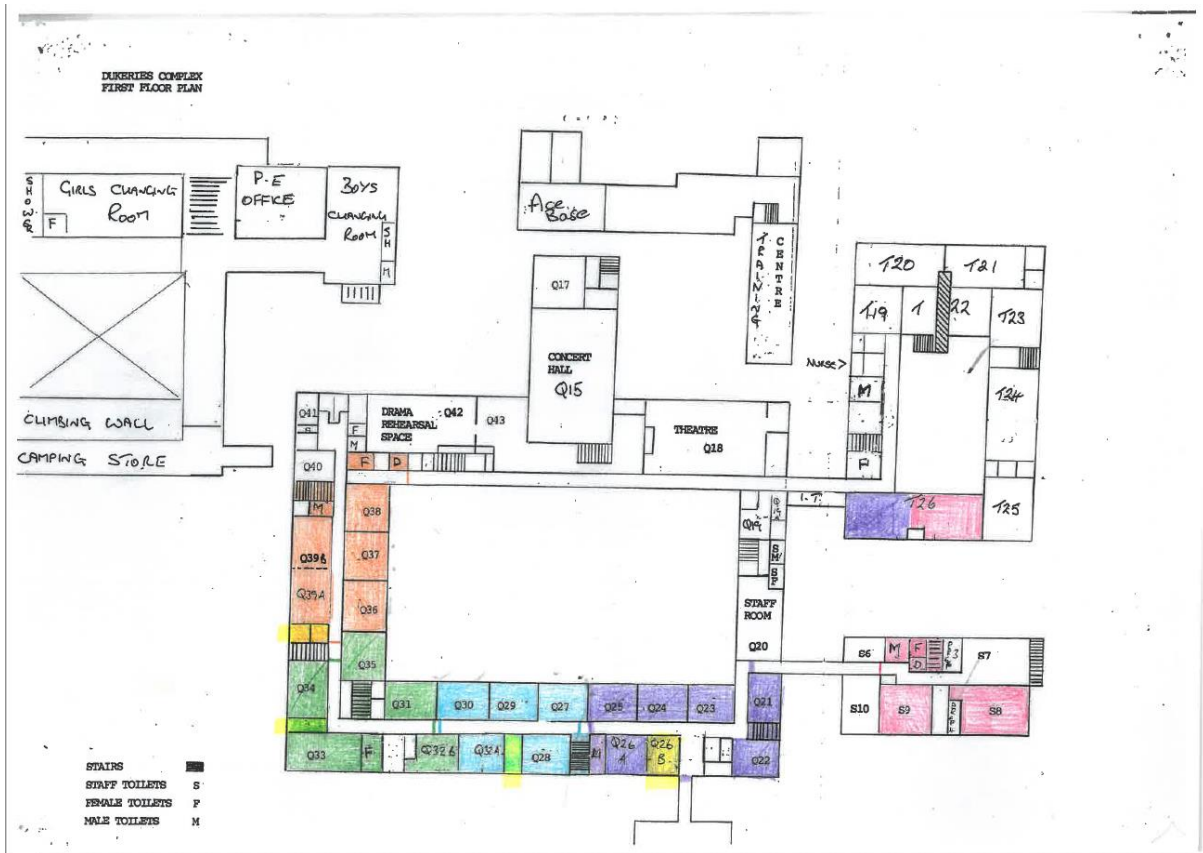 DUKERIES COMPLEX
FIRST FLOOR PLAN
SHOWER
GIRLS CHANGING
ROOM
F
P.E
OFFICE
BOYS
CHANGING
ROOM
SH
M
Ace
Base
TRAINING
CENTRE
Q17
CONCERT
HALL
Q15
T20
T21
T19
T
22
T23
NURSE>
M
T24
F
T25
I.T.
T26
CLIMBING WALL
CAMPING STORE
Q41
F
M
DRAMA
REHEARSAL
SPACE
Q42
Q43
THEATRE
Q18
Q40
F
D
M
Q38
Q39B
Q37
Q39A
Q36
Q35
Q34
Q19
SM
SF
STAFF
ROOM
Q20
S6
M
F
D
S7
S10
S9
S8
Q31
Q30
Q29
Q27
Q25
Q24
Q23
Q21
Q33
F
Q32B
Q32A
Q28
M
Q26
A
Q26
B
Q22
STAIRS
STAFF TOILETS S
FEMALE TOILETS F
MALE TOILETS M